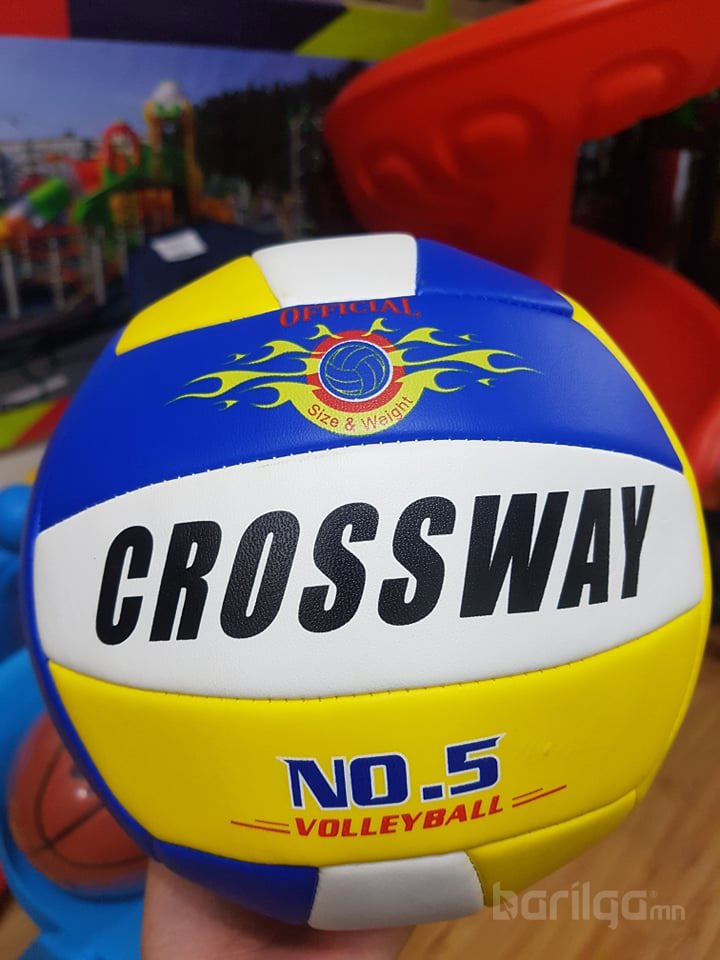 OFFICIAL
Size & Weight
CROSSWAY
NO.5
VOLLEYBALL
barilga.mn